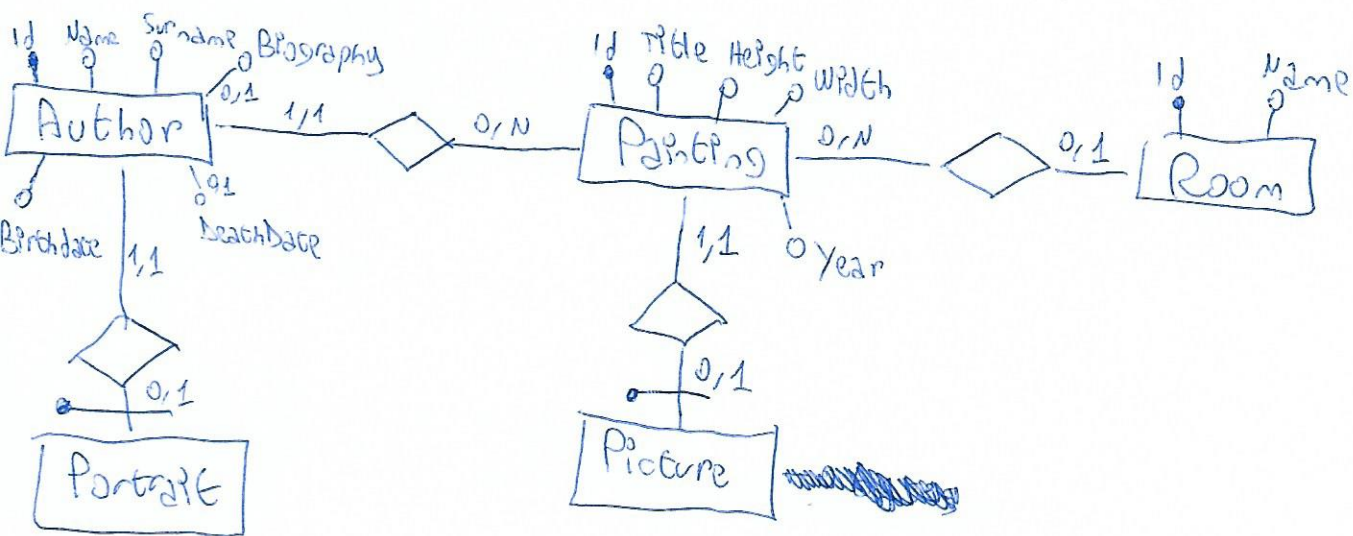 Id Name Surname Biography
0,1
Author
Birthdate
0,1
DeathDate
1,1
0,N
Id Title Height Width
Painting
Year
0,N
0,1
Id Name
Room
1,1
0,1
Portrait
1,1
0,1
Picture